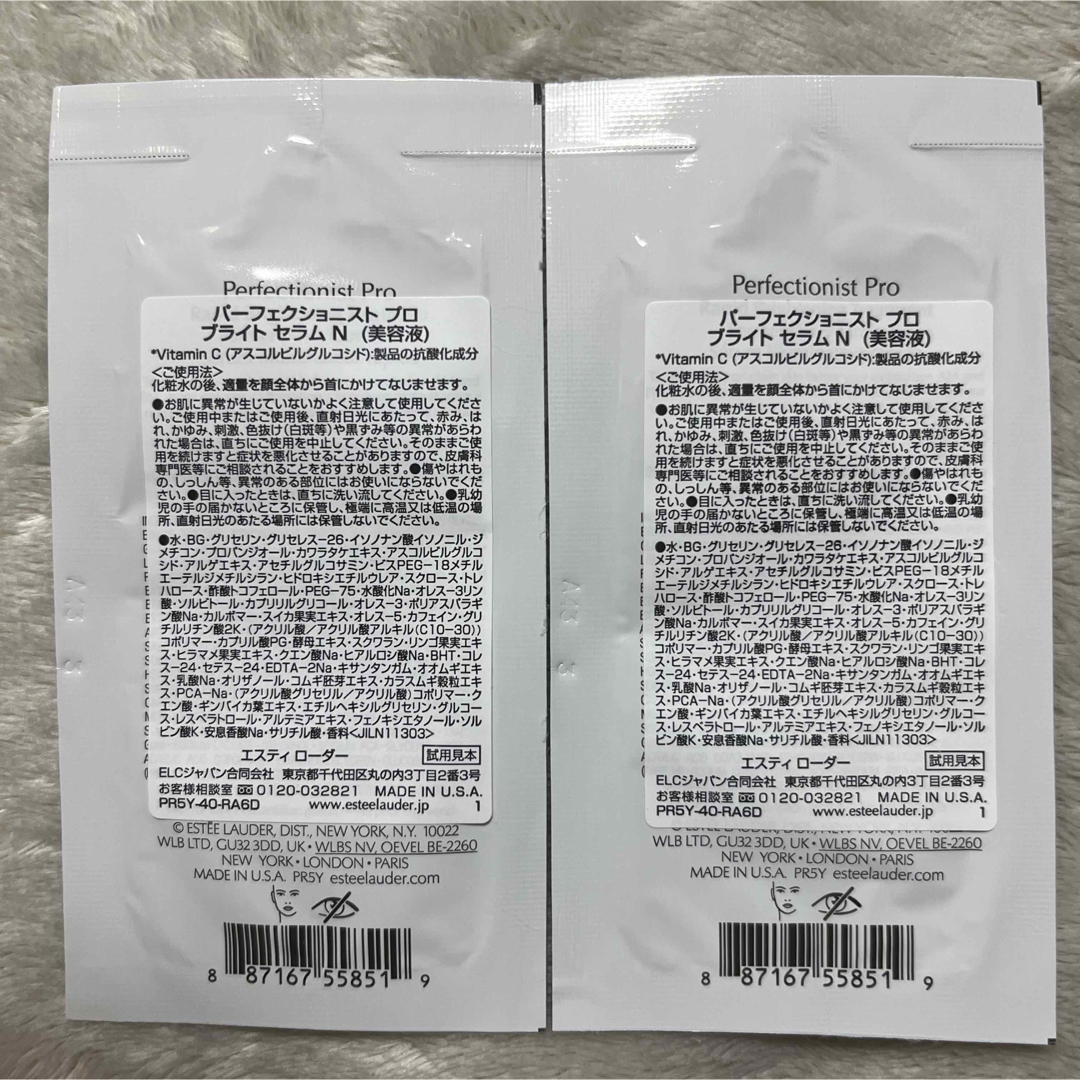 Perfectionist Pro
パーフェクショニスト プロ
ブライト セラム N (美容液)
*Vitamin C (アスコルビルグルコシド):製品の抗酸化成分
<ご使用法>
化粧水の後、適量を顔全体から首にかけてなじませます。
●お肌に異常が生じていないかよく注意して使用してくださ
い。ご使用中またはご使用後、直射日光にあたって、赤み、は
れ、かゆみ、刺激、色抜け(白斑等)や黒ずみ等の異常があらわ
れた場合は、直ちにご使用を中止してください。そのままご使
用を続けますと症状を悪化させることがありますので、皮膚科
専門医等にご相談されることをおすすめします。●傷やはれも
の、しっしん等、異常のある部位にはお使いにならないでくだ
さい。●目に入ったときは、直ちに洗い流してください。●乳幼
児の手の届かないところに保管し、極端に高温又は低温の場
所、直射日光のあたる場所には保管しないでください。
●水・BG・グリセリン・グリセレス-26・イソノナン酸イソノニル・ジ
メチコン・プロパンジオール・カワラタケエキス・アスコルビルグルコ
シド・アルゲエキス・アセチルグルコサミン・ビスPEG-18メチル
エーテルジメチルシラン・ヒドロキシエチルウレア・スクロース・トレ
ハロース・酢酸トコフェロール・PEG-75・水酸化Na・オレス-3リン
酸・ソルビトール・カプリリルグリコール・オレス-3・ポリアスパラギ
ン酸Na・カルボマー・スイカ果実エキス・オレス-5・カフェイン・グリ
チルリチン酸2K・(アクリル酸/アクリル酸アルキル(C10-30))
コポリマー・カプリル酸PG・酵母エキス・スクワラン・リンゴ果実エキ
ス・ヒラマメ果実エキス・クエン酸Na・ヒアルロン酸Na・BHT・コレ
ス-24・セテス-24・EDTA-2Na・キサンタンガム・オオムギエキ
ス・乳酸Na・オリザノール・コムギ胚芽エキス・カラスムギ穀粒エキ
ス・PCA-Na・(アクリル酸グリセリル/アクリル酸)コポリマー・ク
エン酸・ギンバイカ葉エキス・エチルヘキシルグリセリン・グルコー
ス・レスベラトロール・アルテミアエキス・フェノキシエタノール・ソル
ビン酸K・安息香酸Na・サリチル酸・香料<JILN11303>
エスティ ローダー 試用見本
ELCジャパン合同会社 東京都千代田区丸の内3丁目2番3号
お客様相談室 0120-032821 MADE IN U.S.A.
PR5Y-40-RA6D www.esteelauder.jp 1
© ESTÉE LAUDER, DIST., NEW YORK, N.Y. 10022
WLB LTD, GU32 3DD, UK • WLBS NV, OEVEL BE-2260
NEW YORK • LONDON • PARIS
MADE IN U.S.A. PR5Y esteelauder.com
8 87167 55851 9
Perfectionist Pro
パーフェクショニスト プロ
ブライト セラム N (美容液)
*Vitamin C (アスコルビルグルコシド):製品の抗酸化成分
<ご使用法>
化粧水の後、適量を顔全体から首にかけてなじませます。
●お肌に異常が生じていないかよく注意して使用してくださ
い。ご使用中またはご使用後、直射日光にあたって、赤み、は
れ、かゆみ、刺激、色抜け(白斑等)や黒ずみ等の異常があらわ
れた場合は、直ちにご使用を中止してください。そのままご使
用を続けますと症状を悪化させることがありますので、皮膚科
専門医等にご相談されることをおすすめします。●傷やはれも
の、しっしん等、異常のある部位にはお使いにならないでくだ
さい。●目に入ったときは、直ちに洗い流してください。●乳幼
児の手の届かないところに保管し、極端に高温又は低温の場
所、直射日光のあたる場所には保管しないでください。
●水・BG・グリセリン・グリセレス-26・イソノナン酸イソノニル・ジ
メチコン・プロパンジオール・カワラタケエキス・アスコルビルグルコ
シド・アルゲエキス・アセチルグルコサミン・ビスPEG-18メチル
エーテルジメチルシラン・ヒドロキシエチルウレア・スクロース・トレ
ハロース・酢酸トコフェロール・PEG-75・水酸化Na・オレス-3リン
酸・ソルビトール・カプリリルグリコール・オレス-3・ポリアスパラギ
ン酸Na・カルボマー・スイカ果実エキス・オレス-5・カフェイン・グリ
チルリチン酸2K・(アクリル酸/アクリル酸アルキル(C10-30))
コポリマー・カプリル酸PG・酵母エキス・スクワラン・リンゴ果実エキ
ス・ヒラマメ果実エキス・クエン酸Na・ヒアルロン酸Na・BHT・コレ
ス-24・セテス-24・EDTA-2Na・キサンタンガム・オオムギエキ
ス・乳酸Na・オリザノール・コムギ胚芽エキス・カラスムギ穀粒エキ
ス・PCA-Na・(アクリル酸グリセリル/アクリル酸)コポリマー・ク
エン酸・ギンバイカ葉エキス・エチルヘキシルグリセリン・グルコー
ス・レスベラトロール・アルテミアエキス・フェノキシエタノール・ソル
ビン酸K・安息香酸Na・サリチル酸・香料<JILN11303>
エスティ ローダー 試用見本
ELCジャパン合同会社 東京都千代田区丸の内3丁目2番3号
お客様相談室 0120-032821 MADE IN U.S.A.
PR5Y-40-RA6D www.esteelauder.jp 1
WLB LTD, GU32 3DD, UK • WLBS NV, OEVEL BE-2260
NEW YORK • LONDON • PARIS
MADE IN U.S.A. PR5Y esteelauder.com
8 87167 55851 9